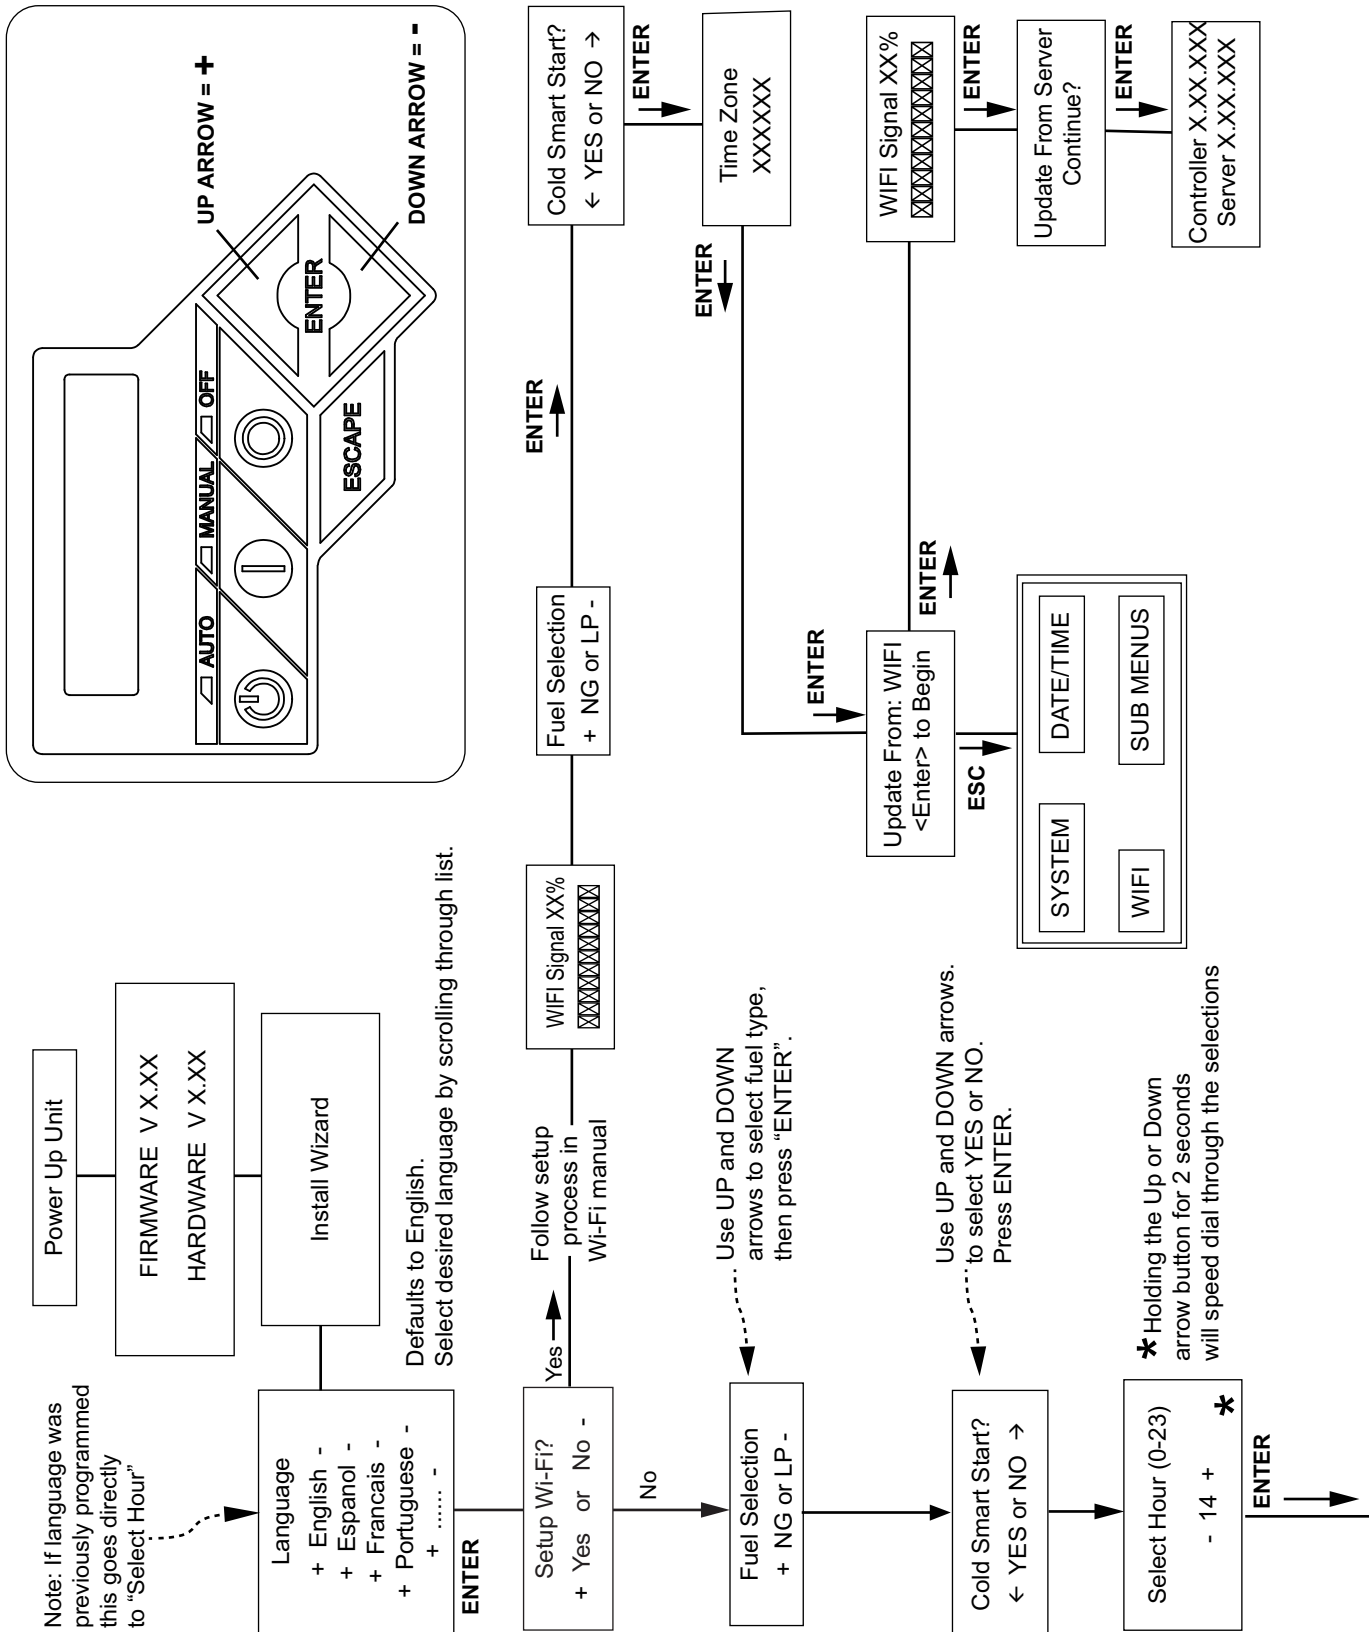 Note: If language was
previously programmed
this goes directly
to “Select Hour”
Power Up Unit
FIRMWARE V X.XX
HARDWARE V X.XX
Install Wizard
Language
+ English -
+ Espanol -
+ Francais -
+ Portuguese -
+ ...... -
Defaults to English.
Select desired language by scrolling through list.
ENTER
Setup Wi-Fi?
+ Yes or No -
Yes
Follow setup
process in
Wi-Fi manual
WIFI Signal XX%
Fuel Selection
+ NG or LP -
ENTER
Cold Smart Start?
← YES or NO →
ENTER
Time Zone
XXXXXX
ENTER
No
Fuel Selection
+ NG or LP -
Use UP and DOWN
arrows to select fuel type,
then press “ENTER”.
ENTER
Update From: WIFI
<Enter> to Begin
ENTER
WIFI Signal XX%
ENTER
Update From Server
Continue?
ENTER
Controller X.XX.XXX
Server X.XX.XXX
ESC
SYSTEM
DATE/TIME
WIFI
SUB MENUS
Cold Smart Start?
← YES or NO →
Use UP and DOWN arrows.
to select YES or NO.
Press ENTER.
Select Hour (0-23)
- 14 +
*
* Holding the Up or Down
arrow button for 2 seconds
will speed dial through the selections
ENTER
AUTO
MANUAL
OFF
ESCAPE
ENTER
UP ARROW = +
DOWN ARROW = -